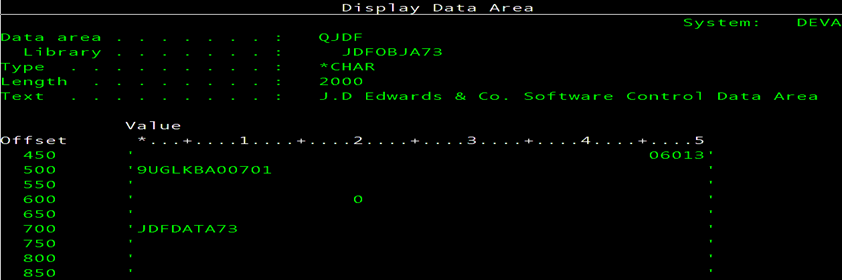 Display Data Area
System: DEVA
Data area . . . . . . . : QJDF
Library . . . . . . . : JDFOBJA73
Type . . . . . . . . . : *CHAR
Length . . . . . . . . : 2000
Text . . . . . . . . . : J.D Edwards & Co. Software Control Data Area
Value
Offset *...+....1....+....2....+....3....+....4....+....5
450 ' 06013'
500 '9UGLKBA00701 '
550 ' '
600 ' 0 '
650 ' '
700 'JDFDATA73 '
750 ' '
800 ' '
850 ' '